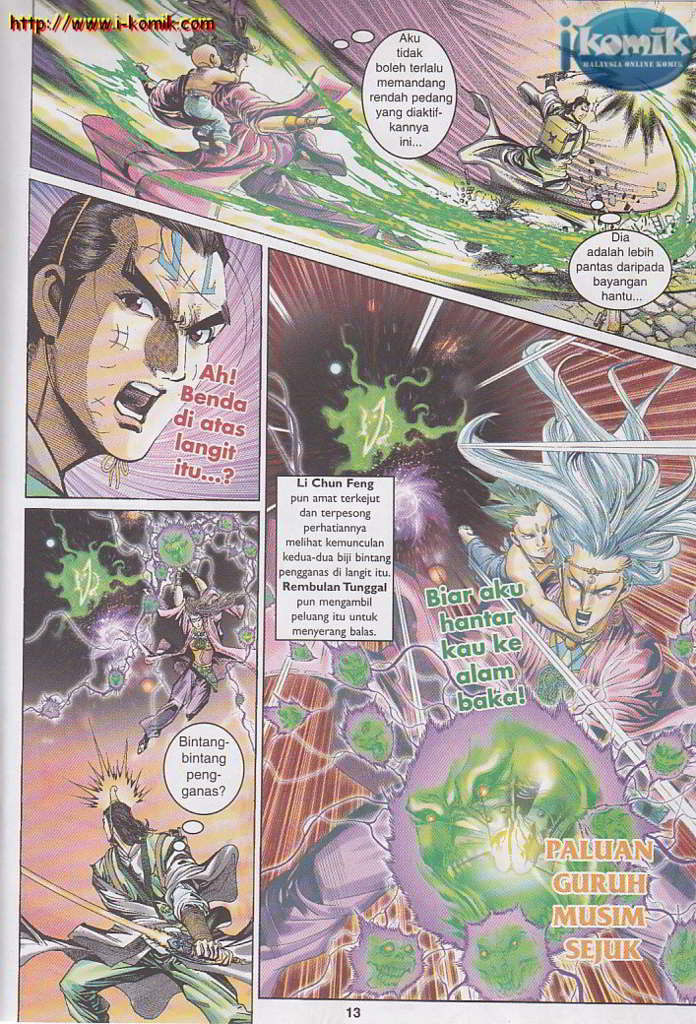 http://www.i-komik.com
ikomik
MALAYSIA ONLINE KOMIK
Aku
tidak
boleh terlalu
memandang
rendah pedang
yang diaktif-
kannya
ini...
Dia
adalah lebih
pantas daripada
bayangan
hantu...
Ah!
Benda
di atas
langit
itu...?
Li Chun Feng
pun amat terkejut
dan terpesong
perhatiannya
melihat kemunculan
kedua-dua biji bintang
pengganas di langit itu.
Rembulan Tunggal
pun mengambil
peluang itu untuk
menyerang balas.
Biar aku
hantar
kau ke
alam
baka!
Bintang-
bintang
peng-
ganas?
PALUAN
GURUH
MUSIM
SEJUK
13
http://www.i-komik.com